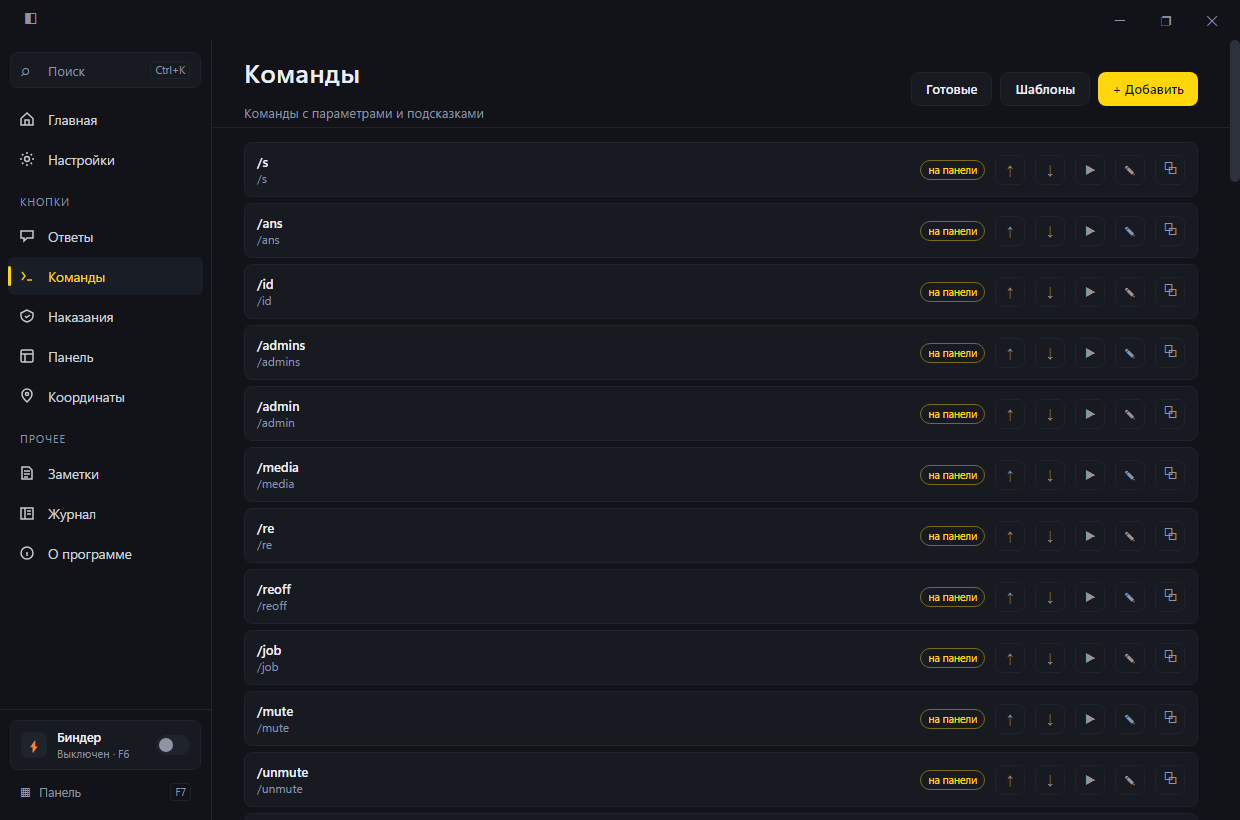 Поиск
Ctrl+K
Главная
Настройки
КНОПКИ
Ответы
Команды
Наказания
Панель
Координаты
ПРОЧЕЕ
Заметки
Журнал
О программе
Биндер
Выключен · F6
Панель
F7
Команды
Команды с параметрами и подсказками
Готовые
Шаблоны
+ Добавить
/s
/s
на панели
/ans
/ans
на панели
/id
/id
на панели
/admins
/admins
на панели
/admin
/admin
на панели
/media
/media
на панели
/re
/re
на панели
/reoff
/reoff
на панели
/job
/job
на панели
/mute
/mute
на панели
/unmute
/unmute
на панели